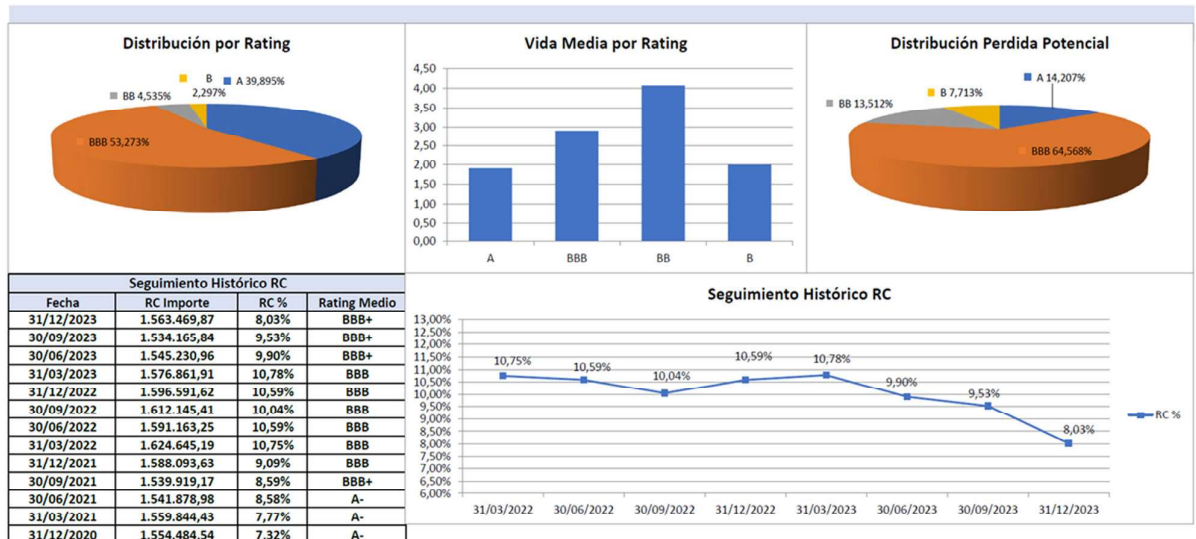 Distribución por Rating
B
2,297%
A 39,895%
BB 4,535%
BBB 53,273%
Vida Media por Rating
4,50
4,00
3,50
3,00
2,50
2,00
1,50
1,00
0,50
0,00
A BBB BB B
Distribución Perdida Potencial
A 14,207%
B 7,713%
BB 13,512%
BBB 64,568%
Seguimiento Histórico RC
Fecha RC Importe RC % Rating Medio
31/12/2023 1.563.469,87 8,03% BBB+
30/09/2023 1.534.165,84 9,53% BBB+
30/06/2023 1.545.230,96 9,90% BBB+
31/03/2023 1.576.861,91 10,78% BBB
31/12/2022 1.596.591,62 10,59% BBB
30/09/2022 1.612.145,41 10,04% BBB
30/06/2022 1.591.163,25 10,59% BBB
31/03/2022 1.624.645,19 10,75% BBB
31/12/2021 1.588.093,63 9,09% BBB
30/09/2021 1.539.919,17 8,59% BBB+
30/06/2021 1.541.878,98 8,58% A-
31/03/2021 1.559.844,43 7,77% A-
31/12/2020 1.554.484,54 7,32% A-
Seguimiento Histórico RC
13,00%
12,50%
12,00%
11,50%
11,00%
10,50%
10,00%
9,50%
9,00%
8,50%
8,00%
7,50%
7,00%
6,50%
6,00%
10,75% 10,59% 10,04% 10,59% 10,78% 9,90% 9,53% 8,03%
RC %
31/03/2022 30/06/2022 30/09/2022 31/12/2022 31/03/2023 30/06/2023 30/09/2023 31/12/2023